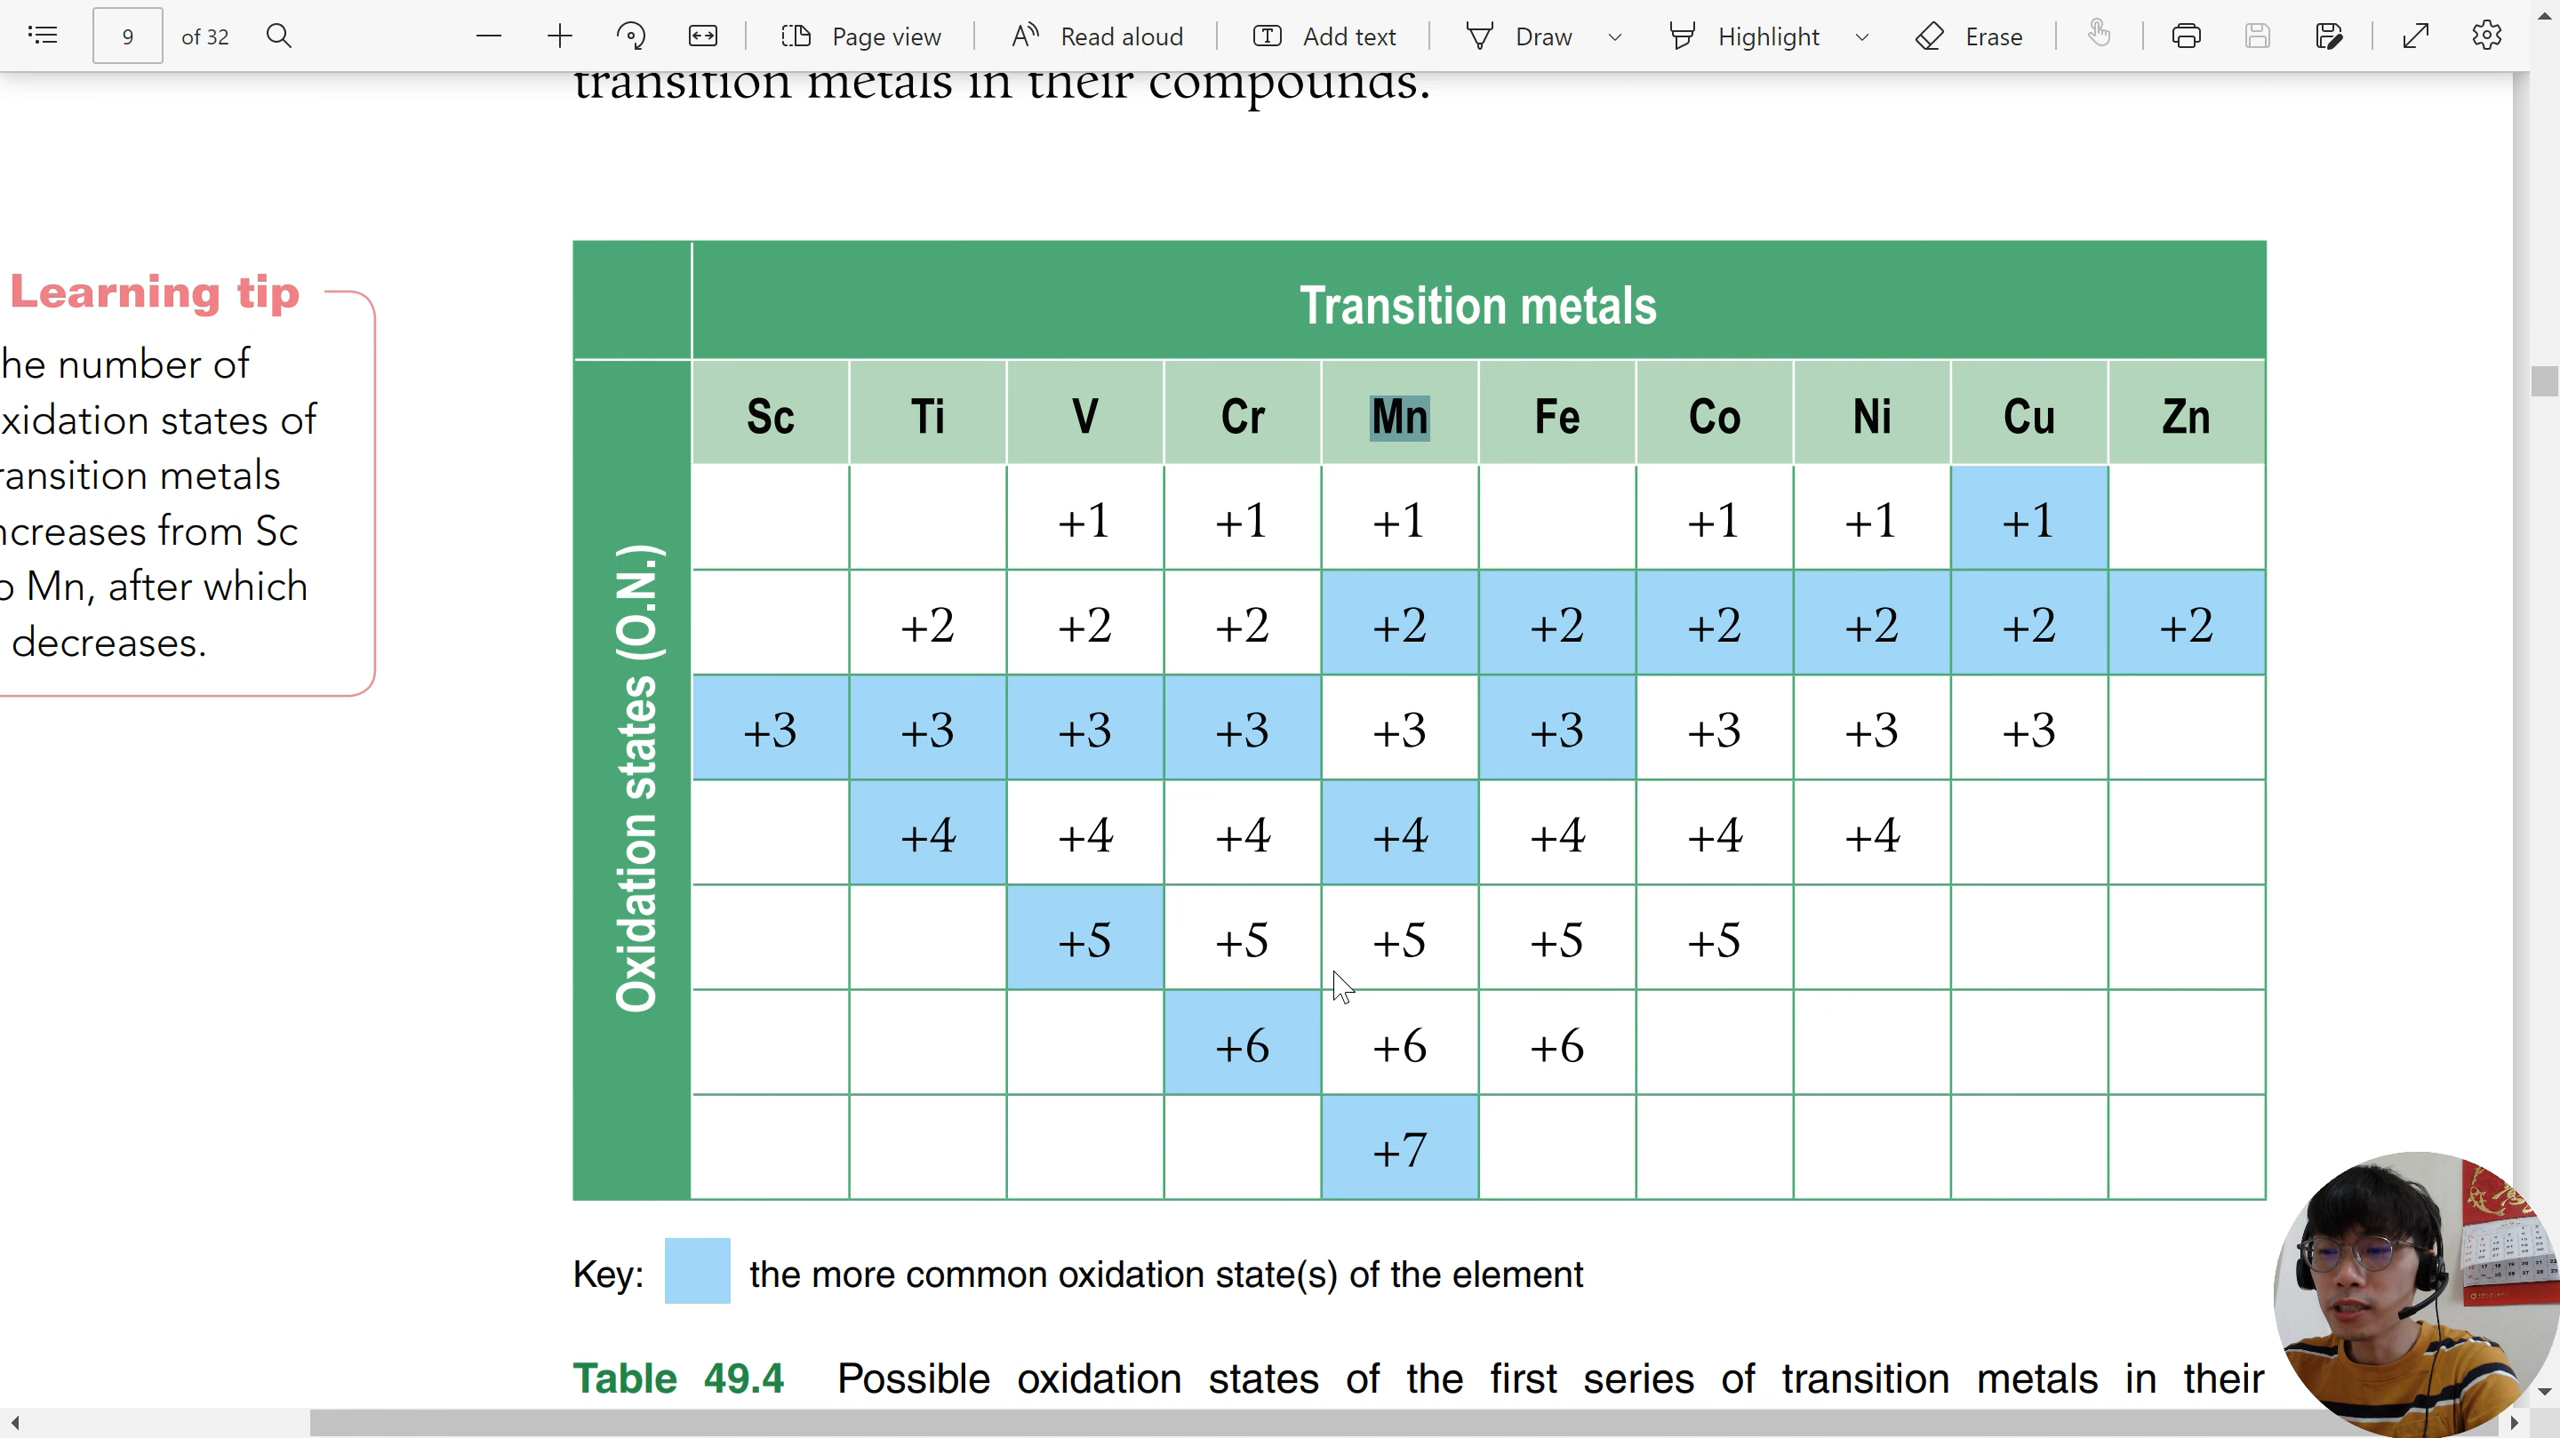 9 of 32 Page view Read aloud Add text Draw Highlight Erase
transition metals in their compounds.
Learning tip
he number of
xidation states of
ransition metals
ncreases from Sc
o Mn, after which
decreases.
Transition metals
Oxidation states (O.N.)
Sc Ti V Cr Mn Fe Co Ni Cu Zn
+1 +1 +1 +1 +1 +1
+2 +2 +2 +2 +2 +2 +2 +2 +2
+3 +3 +3 +3 +3 +3 +3 +3 +3
+4 +4 +4 +4 +4 +4 +4
+5 +5 +5 +5 +5
+6 +6 +6
+7
Key: the more common oxidation state(s) of the element
Table 49.4 Possible oxidation states of the first series of transition metals in their